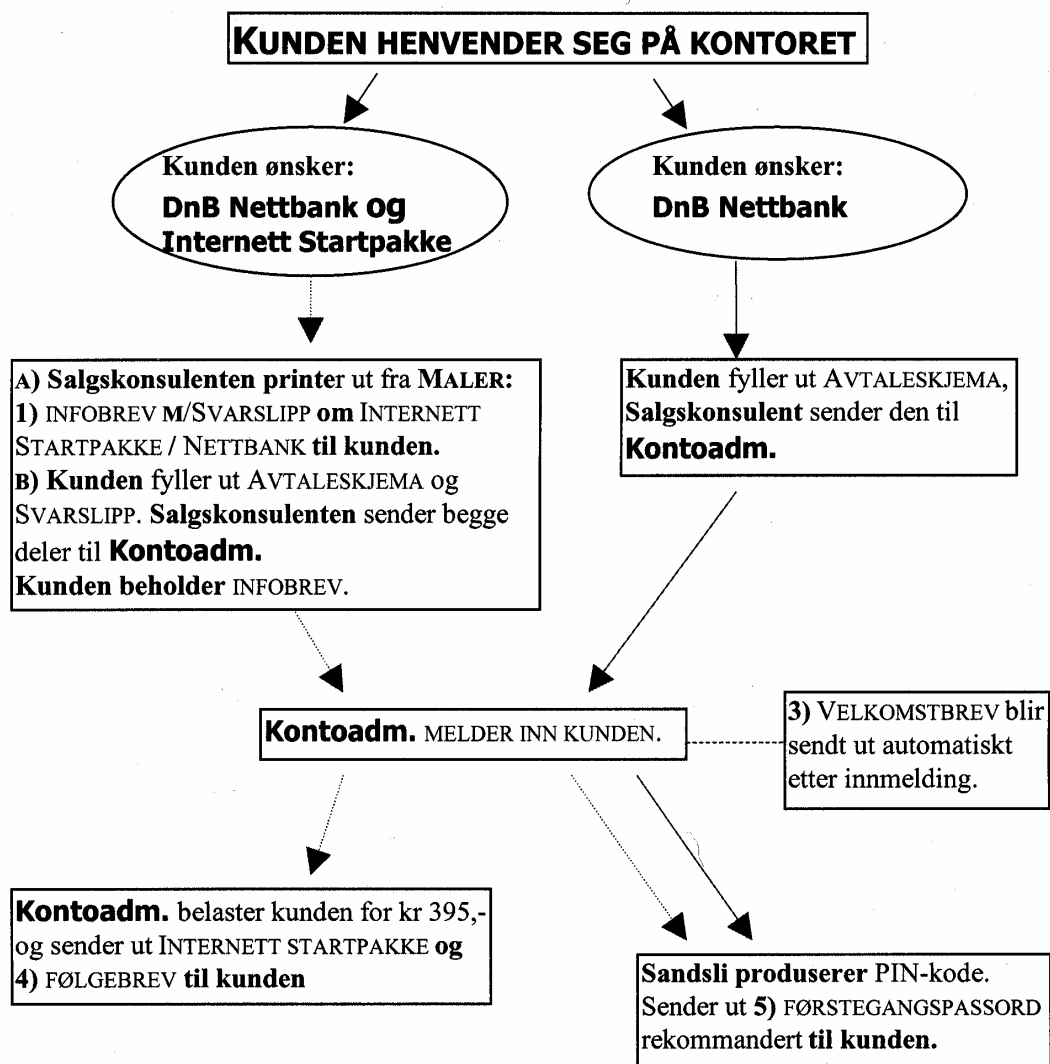 KUNDEN HENVENDER SEG PÅ KONTORET
Kunden ønsker:
DnB Nettbank og
Internett Startpakke
Kunden ønsker:
DnB Nettbank
A) Salgskonsulenten printer ut fra MALER:
1) INFOBREV M/SVARSLIPP om INTERNETT
STARTPAKKE / NETTBANK til kunden.
B) Kunden fyller ut AVTALESKJEMA og
SVARSLIPP. Salgskonsulenten sender begge
deler til Kontoadm.
Kunden beholder INFOBREV.
Kunden fyller ut AVTALESKJEMA,
Salgskonsulent sender den til
Kontoadm.
Kontoadm. MELDER INN KUNDEN.
3) VELKOMSTBREV blir
sendt ut automatiskt
etter innmelding.
Kontoadm. belaster kunden for kr 395,-
og sender ut INTERNETT STARTPAKKE og
4) FØLGEBREV til kunden
Sandsli produserer PIN-kode.
Sender ut 5) FØRSTEGANGSPASSORD
rekommandert til kunden.